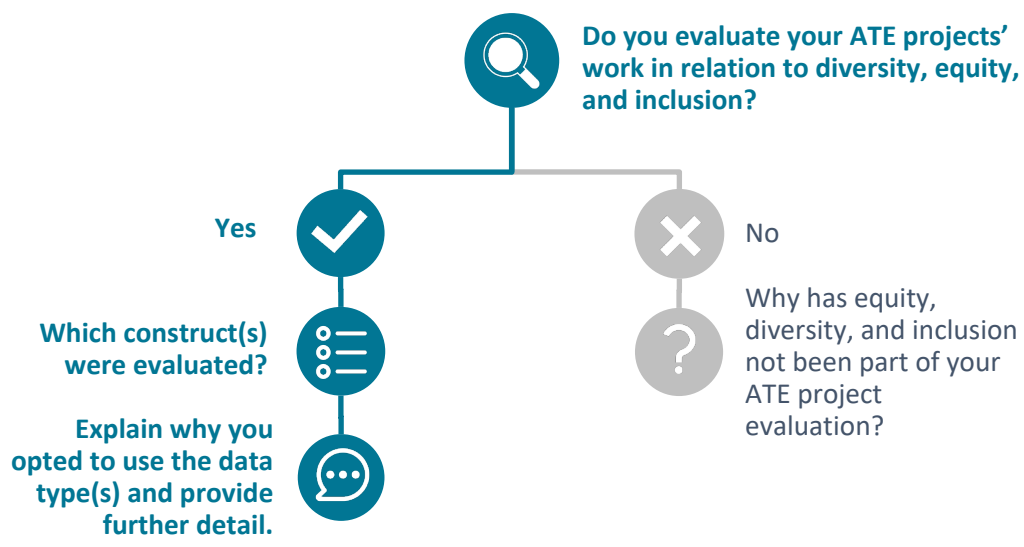 Do you evaluate your ATE projects’
work in relation to diversity, equity,
and inclusion?
Yes
Which construct(s)
were evaluated?
Explain why you
opted to use the data
type(s) and provide
further detail.
No
Why has equity,
diversity, and inclusion
not been part of your
ATE project
evaluation?